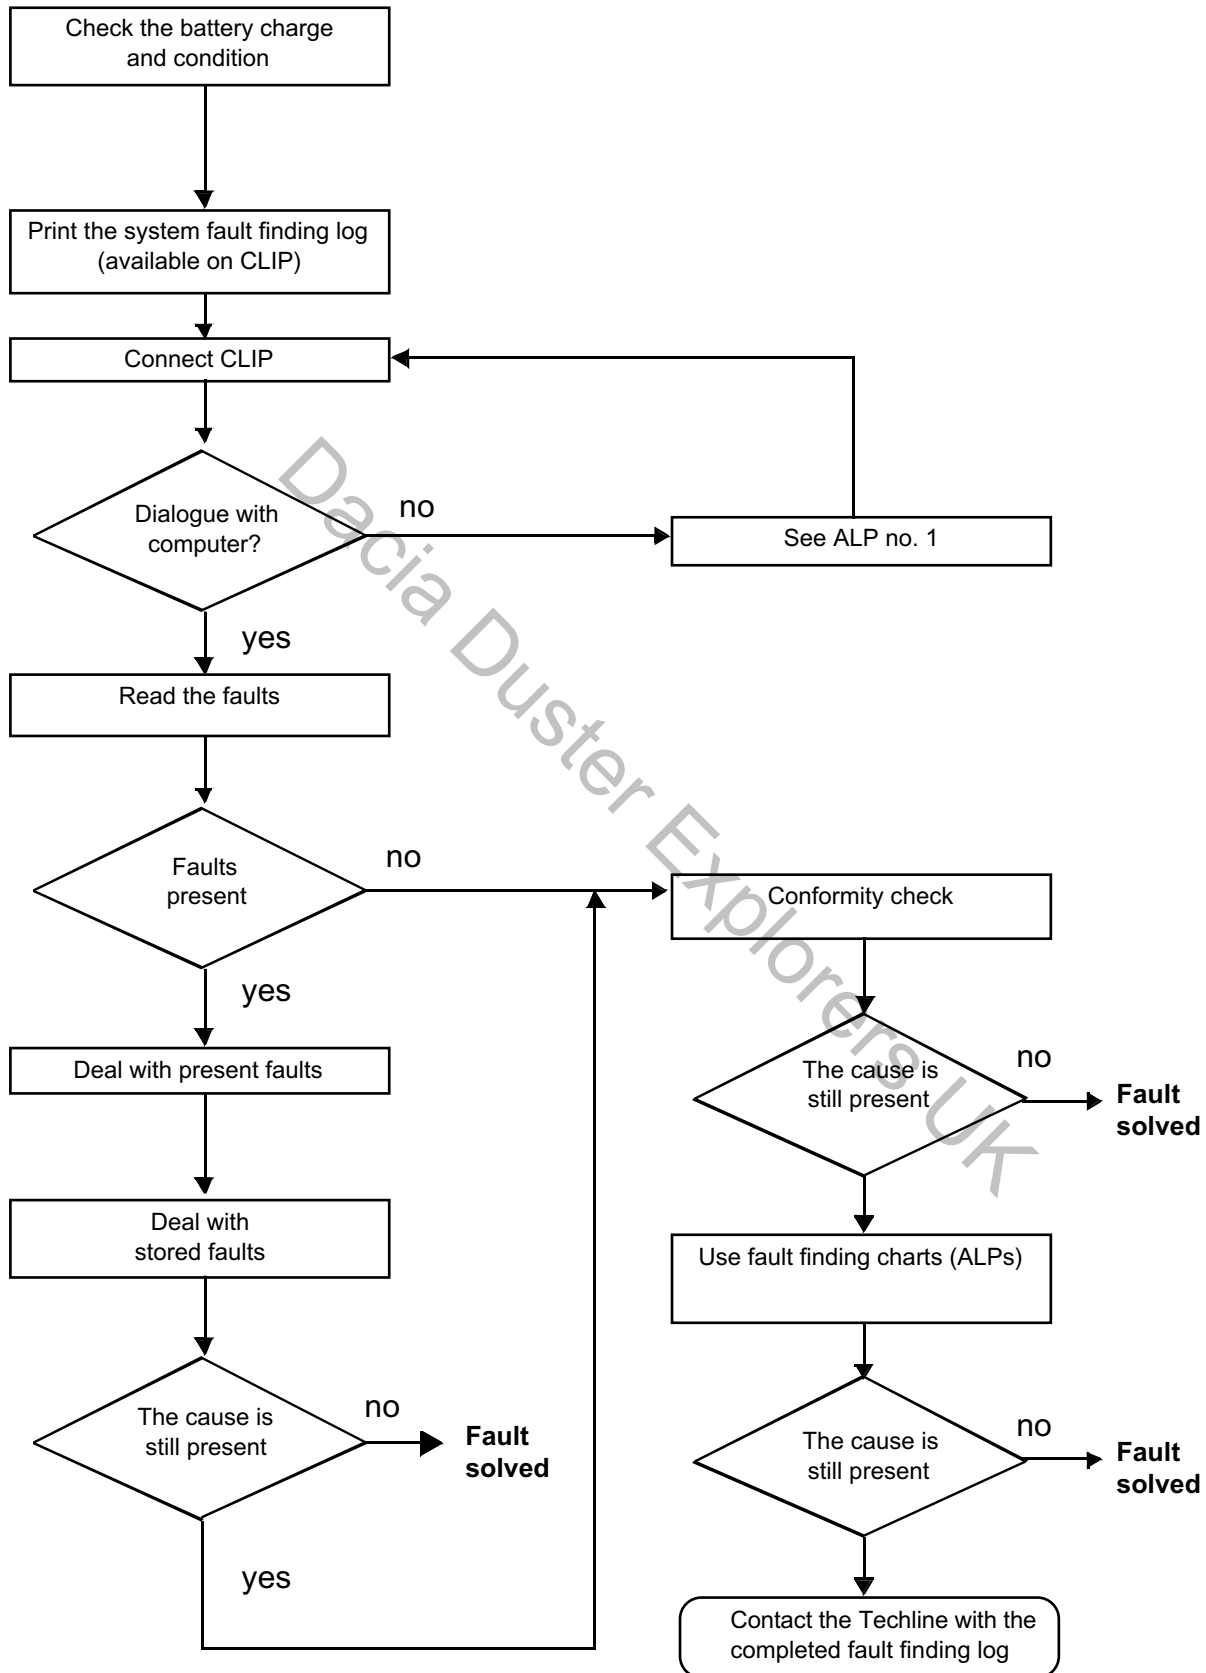 Check the battery charge
and condition
Print the system fault finding log
(available on CLIP)
Connect CLIP
Dialogue with
computer?
no
See ALP no. 1
yes
Read the faults
Faults
present
no
Conformity check
yes
Deal with present faults
The cause is
still present
no
Fault
solved
Deal with
stored faults
Use fault finding charts (ALPs)
The cause is
still present
no
Fault
solved
The cause is
still present
no
Fault
solved
yes
Contact the Techline with the
completed fault finding log
Dacia Duster Explorers UK